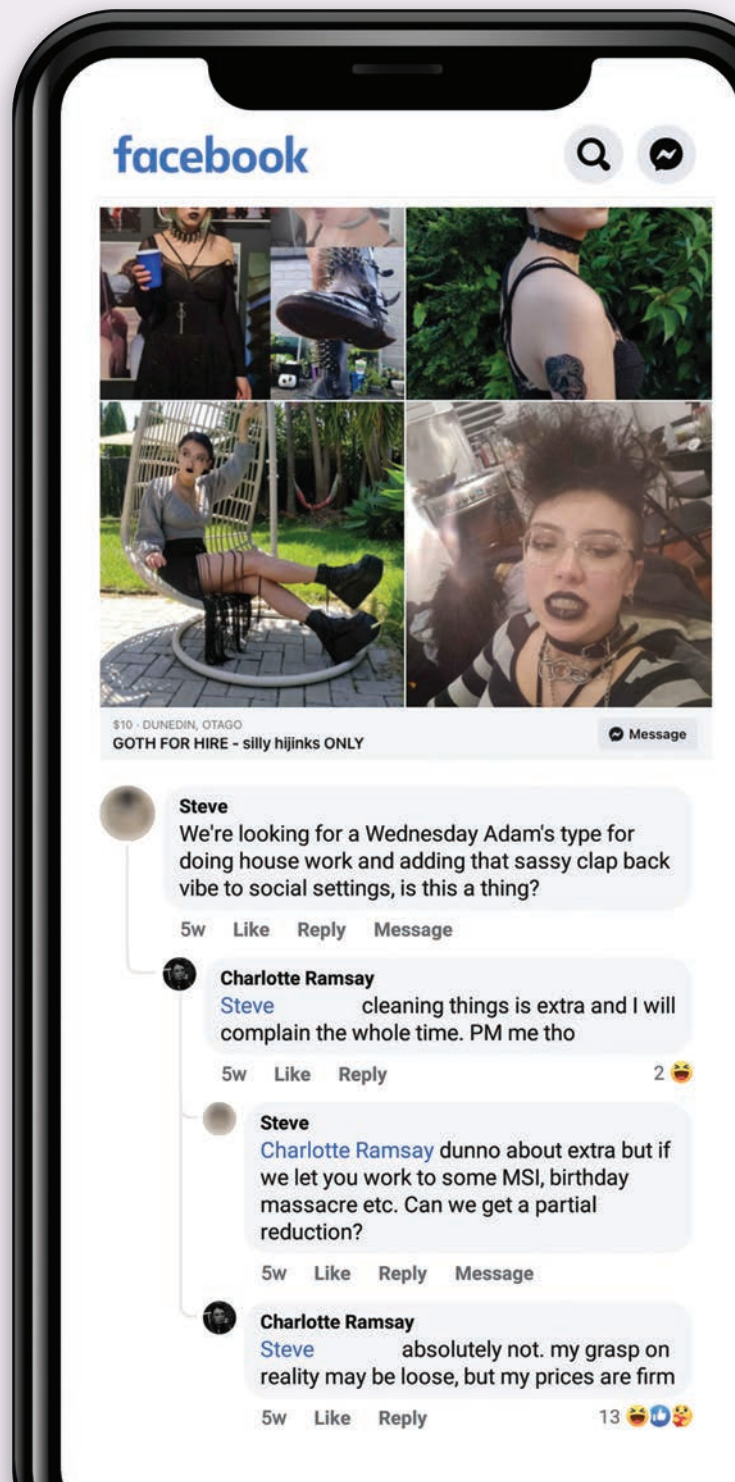 facebook
$10 · DUNEDIN, OTAGO
GOTH FOR HIRE - silly hijinks ONLY
Message
Steve
We're looking for a Wednesday Adam's type for
doing house work and adding that sassy clap back
vibe to social settings, is this a thing?
5w Like Reply Message
Charlotte Ramsay
Steve cleaning things is extra and I will
complain the whole time. PM me tho
5w Like Reply 2
Steve
Charlotte Ramsay dunno about extra but if
we let you work to some MSI, birthday
massacre etc. Can we get a partial
reduction?
5w Like Reply Message
Charlotte Ramsay
Steve absolutely not. my grasp on
reality may be loose, but my prices are firm
5w Like Reply 13